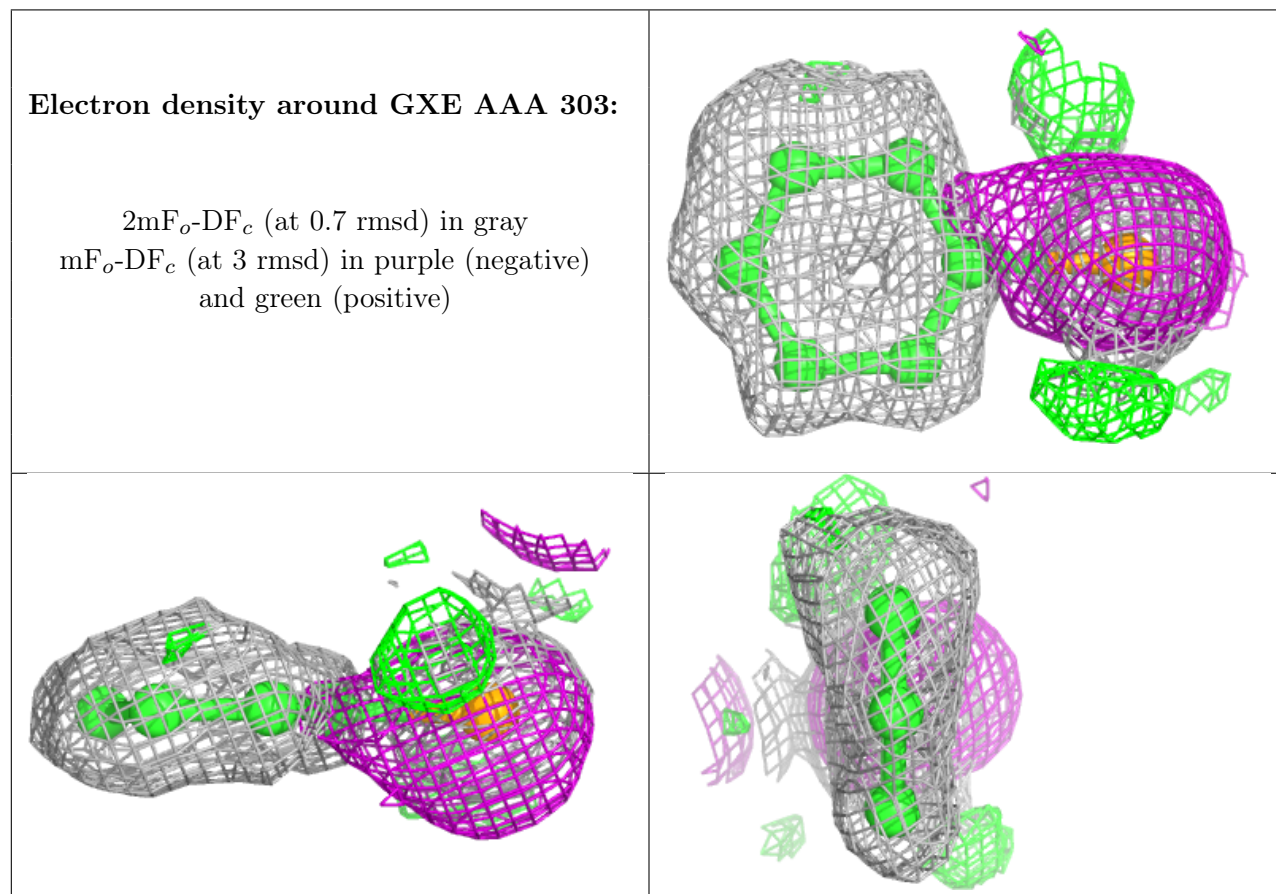 Electron density around GXE AAA 303:
2mFₒ-DF𝒸 (at 0.7 rmsd) in gray
mFₒ-DF𝒸 (at 3 rmsd) in purple (negative)
and green (positive)